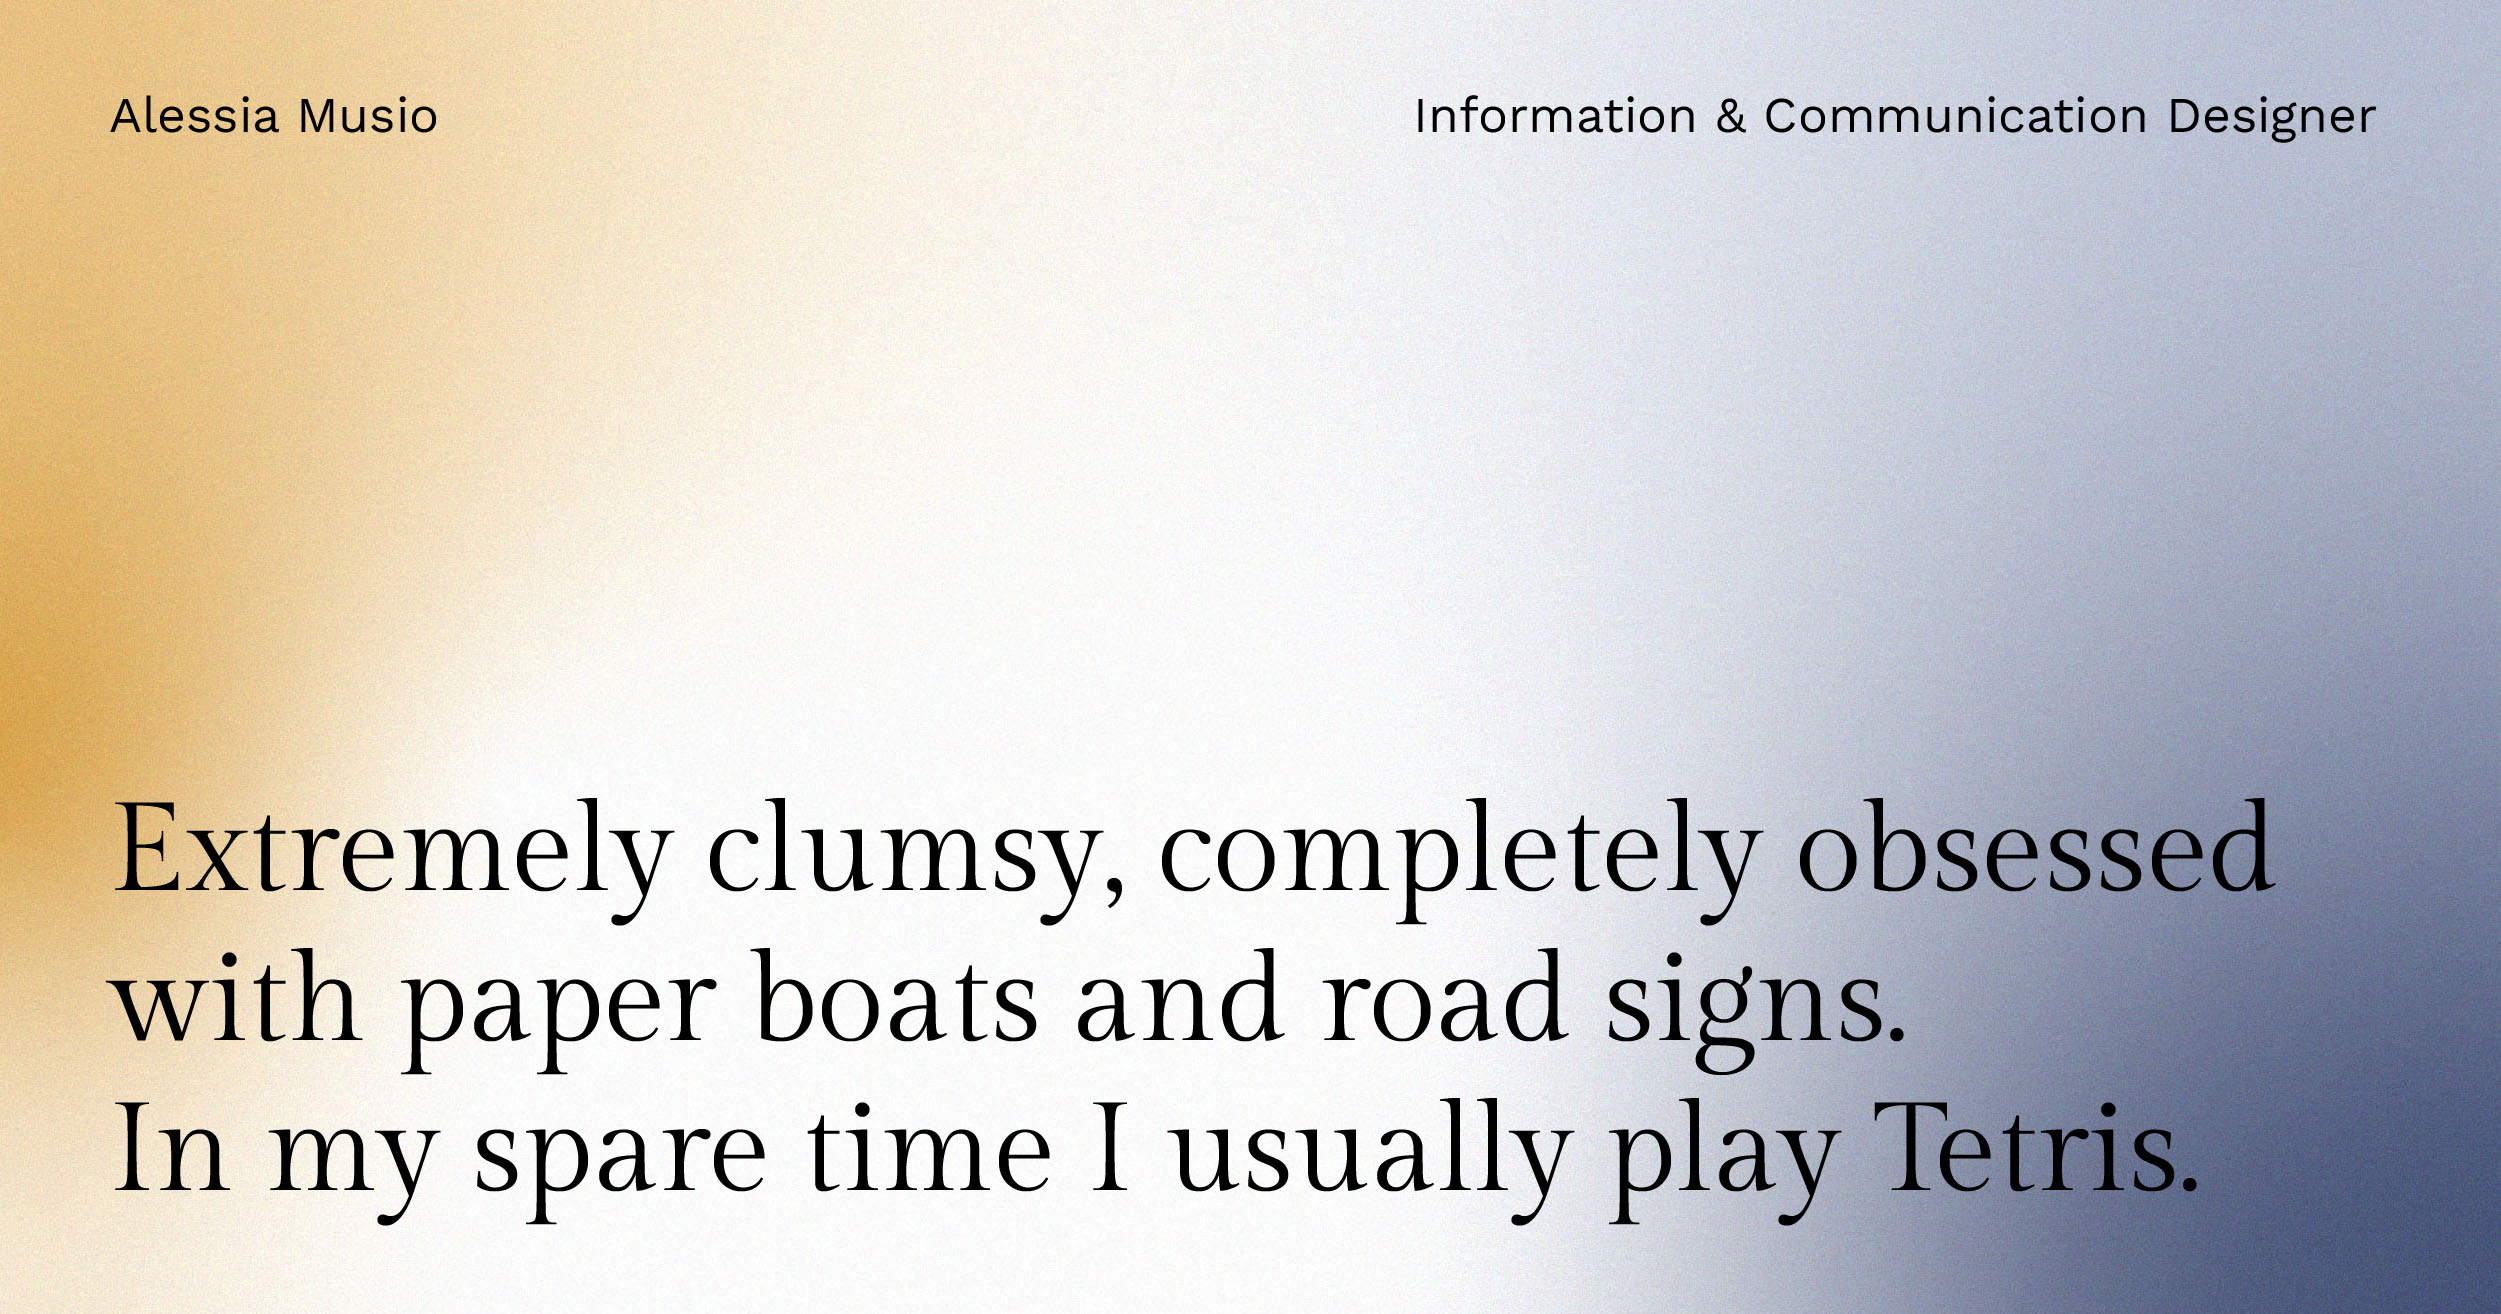 Alessia Musio
Information & Communication Designer
Extremely clumsy, completely obsessed
with paper boats and road signs.
In my spare time I usually play Tetris.